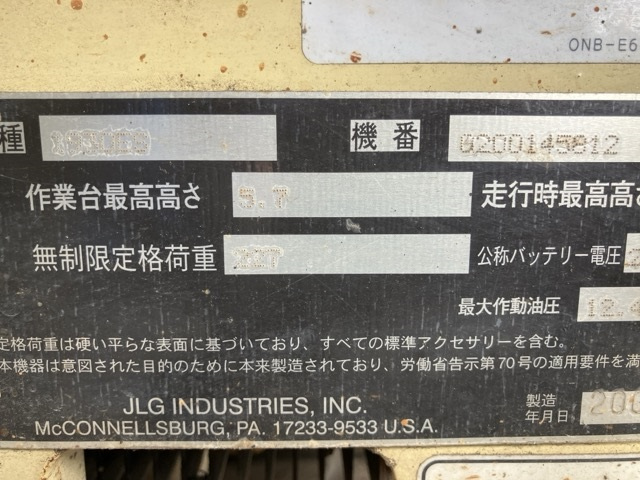 ONB-E6
種 機番 0200145812
作業台最高高さ 5.7 走行時最高高さ
無制限定格荷重 227 公称バッテリー電圧 2
最大作動油圧 12.4
定格荷重は硬い平らな表面に基づいており、すべての標準アクセサリーを含む。
本機器は意図された目的のために本来製造されており、労働省告示第70号の適用要件を満
JLG INDUSTRIES, INC.
McCONNELLSBURG, PA. 17233-9533 U.S.A.
製造
年月日 200